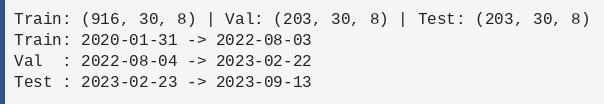 Train: (916, 30, 8) | Val: (203, 30, 8) | Test: (203, 30, 8)
Train: 2020-01-31 -> 2022-08-03
Val  : 2022-08-04 -> 2023-02-22
Test : 2023-02-23 -> 2023-09-13